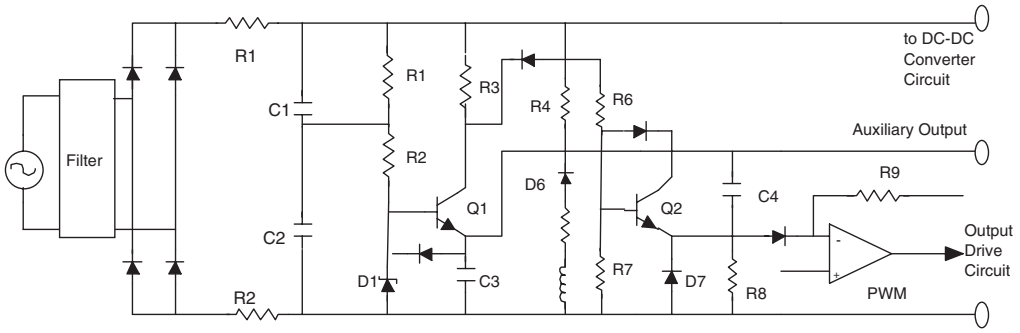 to DC-DC
Converter
Circuit
R1
R1
R3
R4
R6
C1
Auxiliary Output
Filter
R2
D6
R9
Q1
Q2
C4
C2
Output
Drive
Circuit
-
+
D1
C3
R7
D7
R8
PWM
R2